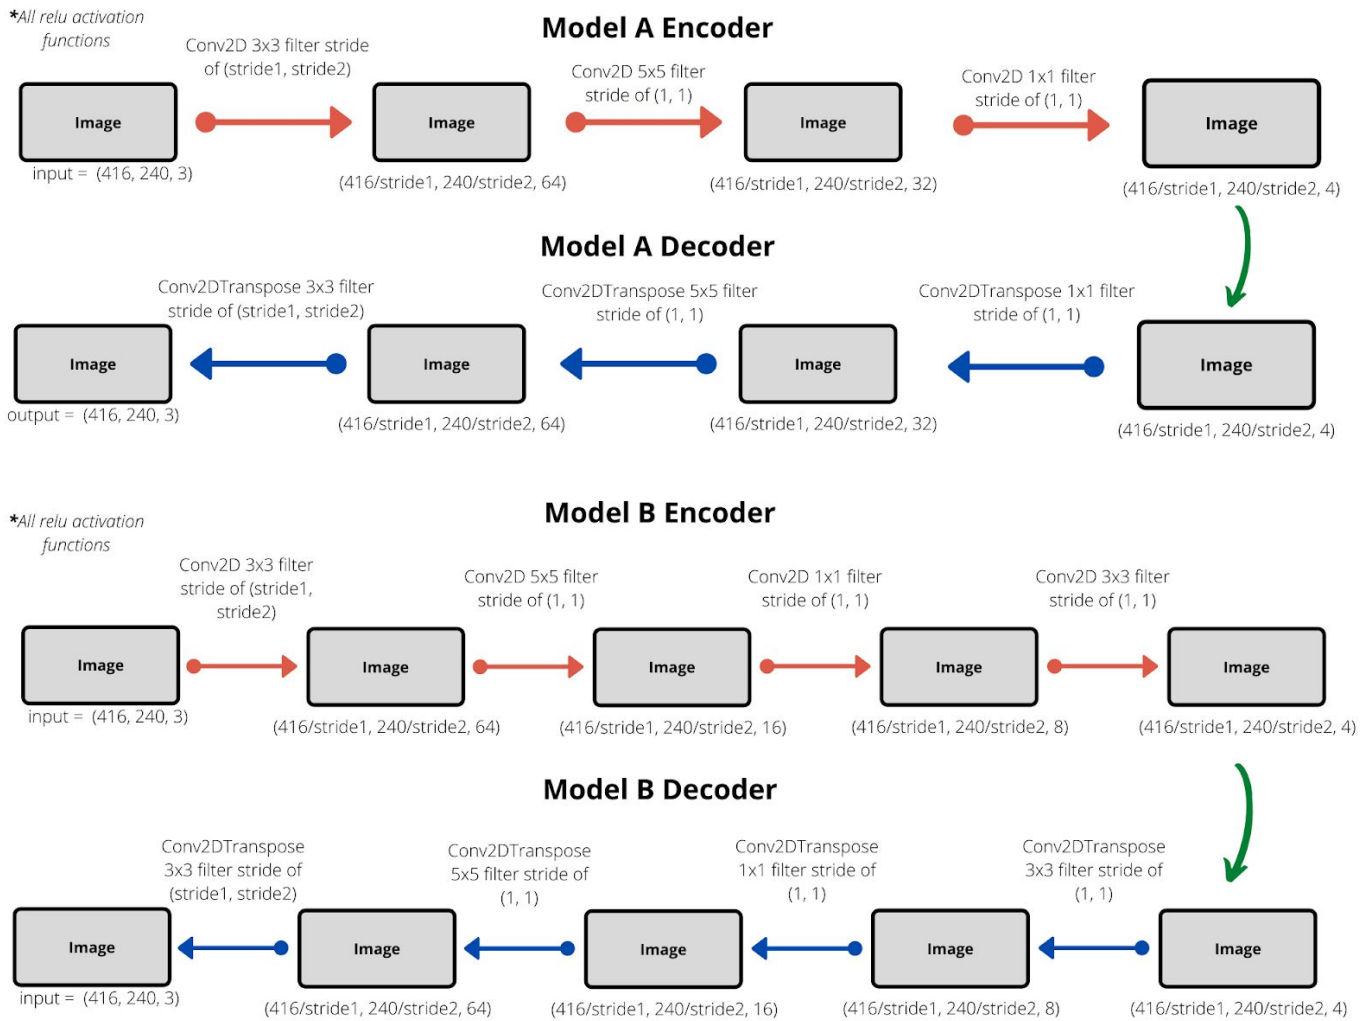 *All relu activation
functions
Model A Encoder
Conv2D 3x3 filter stride
of (stride1, stride2)
Conv2D 5x5 filter
stride of (1, 1)
Conv2D 1x1 filter
stride of (1, 1)
Image
Image
Image
Image
input = (416, 240, 3)
(416/stride1, 240/stride2, 64)
(416/stride1, 240/stride2, 32)
(416/stride1, 240/stride2, 4)
Model A Decoder
Conv2DTranspose 3x3 filter
stride of (stride1, stride2)
Conv2DTranspose 5x5 filter
stride of (1, 1)
Conv2DTranspose 1x1 filter
stride of (1, 1)
Image
Image
Image
Image
output = (416, 240, 3)
(416/stride1, 240/stride2, 64)
(416/stride1, 240/stride2, 32)
(416/stride1, 240/stride2, 4)
Model B Encoder
*All relu activation
functions
Conv2D 3x3 filter
stride of (stride1,
stride2)
Conv2D 5x5 filter
stride of (1, 1)
Conv2D 1x1 filter
stride of (1, 1)
Conv2D 3x3 filter
stride of (1, 1)
Image
Image
Image
Image
Image
input = (416, 240, 3)
(416/stride1, 240/stride2, 64)
(416/stride1, 240/stride2, 16)
(416/stride1, 240/stride2, 8)
(416/stride1, 240/stride2, 4)
Model B Decoder
Conv2DTranspose
3x3 filter stride of
(stride1, stride2)
Conv2DTranspose
5x5 filter stride of
(1, 1)
Conv2DTranspose
1x1 filter stride of
(1, 1)
Conv2DTranspose
3x3 filter stride of
(1, 1)
Image
Image
Image
Image
Image
input = (416, 240, 3)
(416/stride1, 240/stride2, 64)
(416/stride1, 240/stride2, 16)
(416/stride1, 240/stride2, 8)
(416/stride1, 240/stride2, 4)